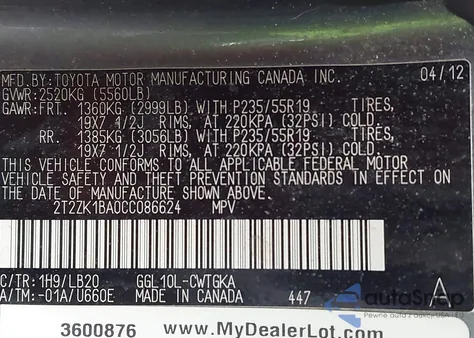 MFD.BY:TOYOTA MOTOR MANUFACTURING CANADA INC. 04/12
GVWR:2520KG (5560LB)
GAWR:FRT. 1360KG (2999LB) WITH P235/55R19 TIRES,
19X7 1/2J RIMS, AT 220KPA (32PSI) COLD.
RR. 1385KG (3056LB) WITH P235/55R19 TIRES,
19X7 1/2J RIMS, AT 220KPA (32PSI) COLD.
THIS VEHICLE CONFORMS TO ALL APPLICABLE FEDERAL MOTOR
VEHICLE SAFETY AND THEFT PREVENTION STANDARDS IN EFFECT ON
THE DATE OF MANUFACTURE SHOWN ABOVE.
2T2ZK1BA0CC086624 MPV
C/TR:1H9/LB20 GGL10L-CWTGKA
A/TM:-01A/U660E MADE IN CANADA 447 A
autoSnap
3600876 www.MyDealerLot.com